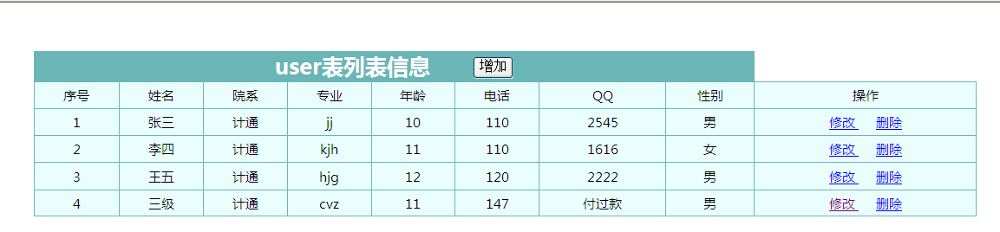 user表列表信息 增加
序号 姓名 院系 专业 年龄 电话 QQ 性别 操作
1 张三 计通 jj 10 110 2545 男 修改 删除
2 李四 计通 kjh 11 110 1616 女 修改 删除
3 王五 计通 hjg 12 120 2222 男 修改 删除
4 三级 计通 cvz 11 147 付过款 男 修改 删除